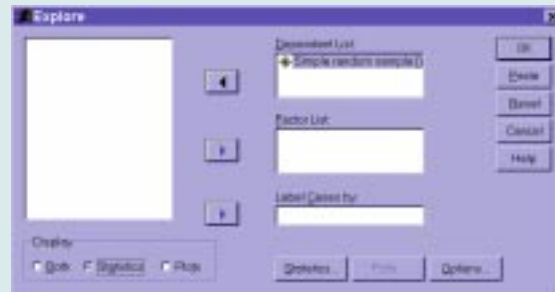 Explore
Dependent List:
Simple random sample [
Factor List:
Label Cases by:
OK
Paste
Reset
Cancel
Help
Display
Both Statistics Plots
Statistics... Plots... Options...